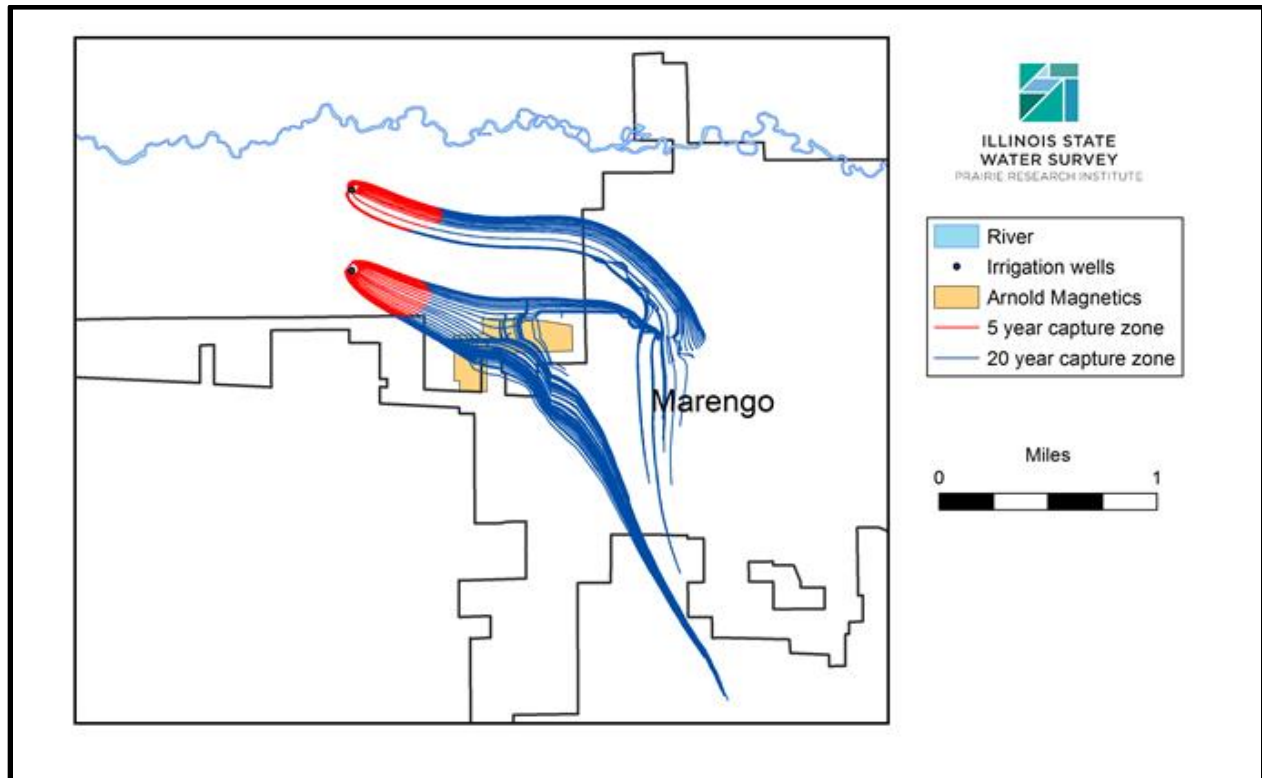 ILLINOIS STATE
WATER SURVEY
PRAIRIE RESEARCH INSTITUTE
River
Irrigation wells
Arnold Magnetics
5 year capture zone
20 year capture zone
Marengo
Miles
0 1